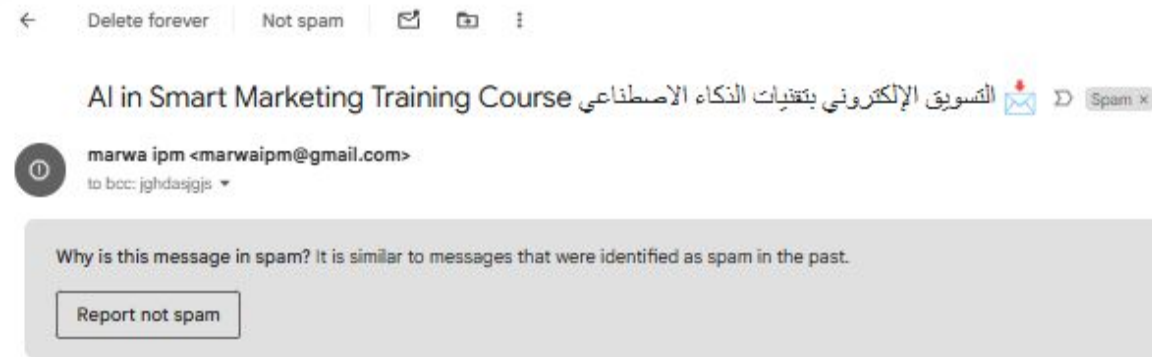 Delete forever Not spam
AI in Smart Marketing Training Course التسويق الإلكتروني بتقنيات الذكاء الاصطناعي Spam ×
marwa ipm <marwaipm@gmail.com>
to bcc: jghdasjgjs
Why is this message in spam? It is similar to messages that were identified as spam in the past.
Report not spam